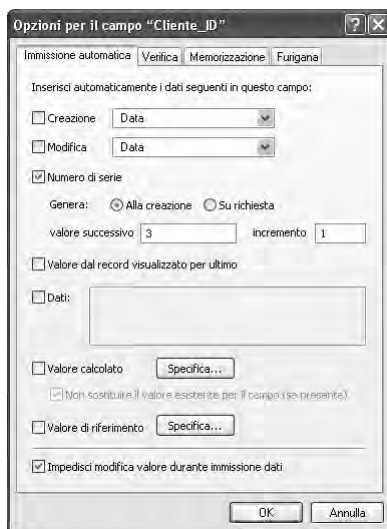 Opzioni per il campo “Cliente_ID”
Immissione automatica Verifica Memorizzazione Furigana
Inserisci automaticamente i dati seguenti in questo campo:
Creazione Data
Modifica Data
Numero di serie
Genera: Alla creazione Su richiesta
valore successivo 3 incremento 1
Valore dal record visualizzato per ultimo
Dati:
Valore calcolato Specifica...
Non sostituire il valore esistente per il campo (se presente)
Valore di riferimento Specifica...
Impedisci modifica valore durante immissione dati
OK Annulla